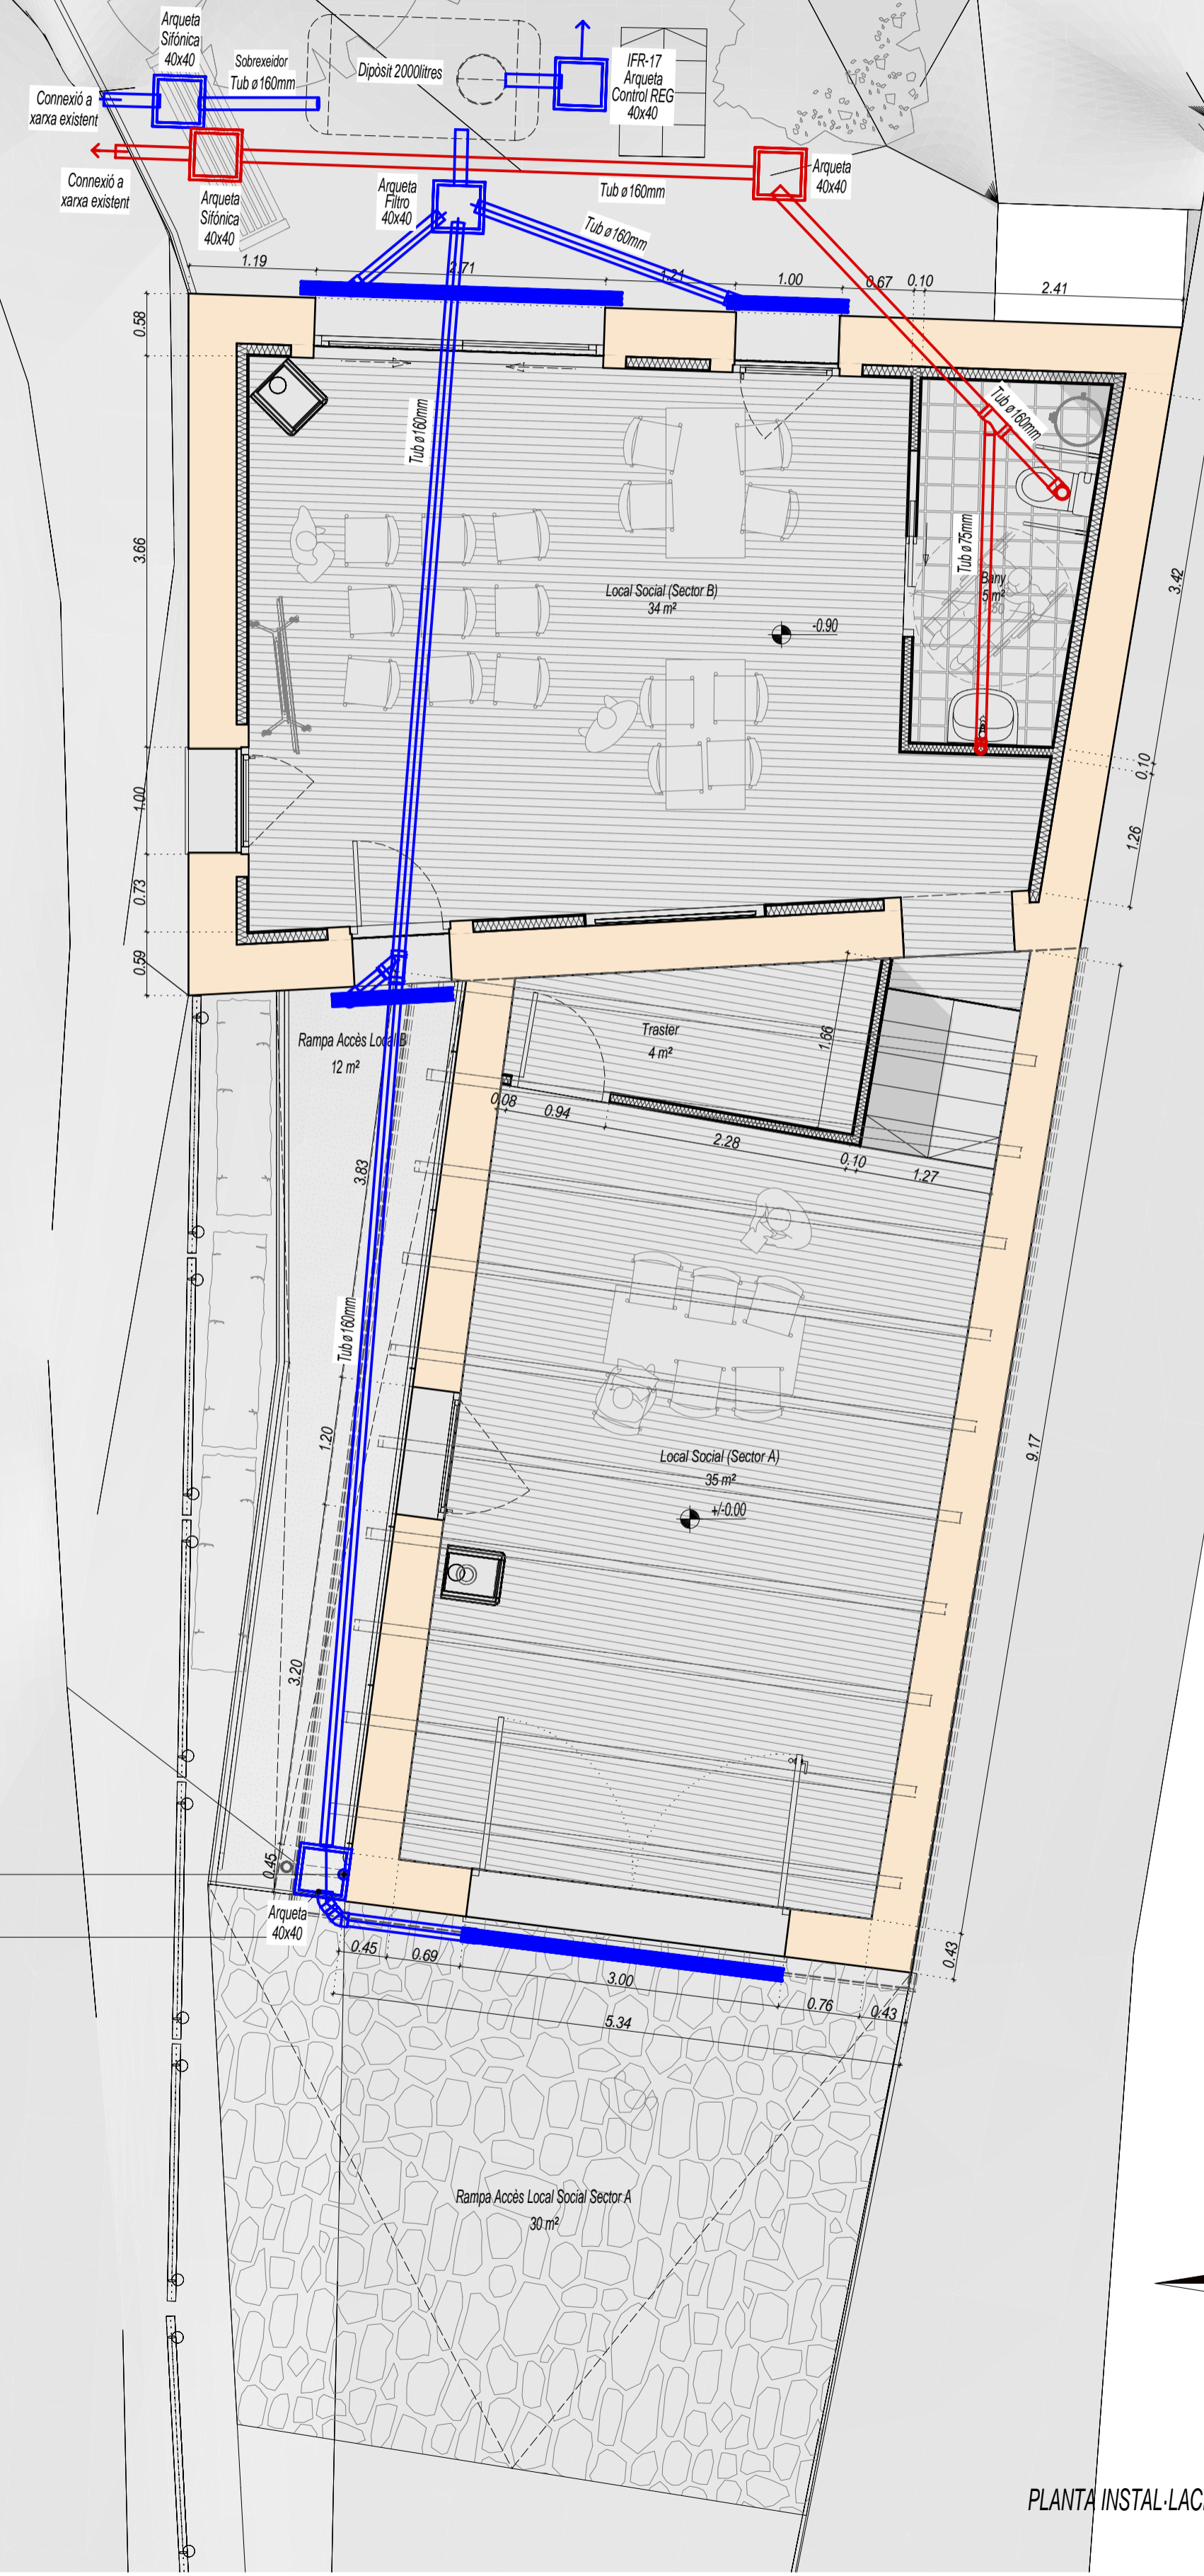 Arqueta
Sifónica
40x40
Sobrexeidor
Tub ø160mm
Dipòsit 2000litres
IFR-17
Arqueta
Control REG
40x40
Connexió a
xarxa existent
Connexió a
xarxa existent
Arqueta
Sifónica
40x40
Arqueta
Filtro
40x40
Tub ø160mm
Arqueta
40x40
Tub ø160mm
1.19
2.71
1.21
1.00
0.67
0.10
2.41
0.58
Tub ø160mm
Tub ø160mm
3.66
Tub ø75mm
Bany
5 m²
1.50
3.42
Local Social (Sector B)
34 m²
-0.90
1.00
0.10
1.26
0.73
0.59
Rampa Accès Local B
12 m²
Traster
4 m²
1.66
0.08
0.94
2.28
0.10
1.27
3.83
Tub ø160mm
1.20
9.17
Local Social (Sector A)
35 m²
+/-0.00
3.20
0.45
Arqueta
40x40
0.45
0.69
3.00
0.76
0.43
0.43
5.34
Rampa Accès Local Social Sector A
30 m²
PLANTA INSTAL·LAC